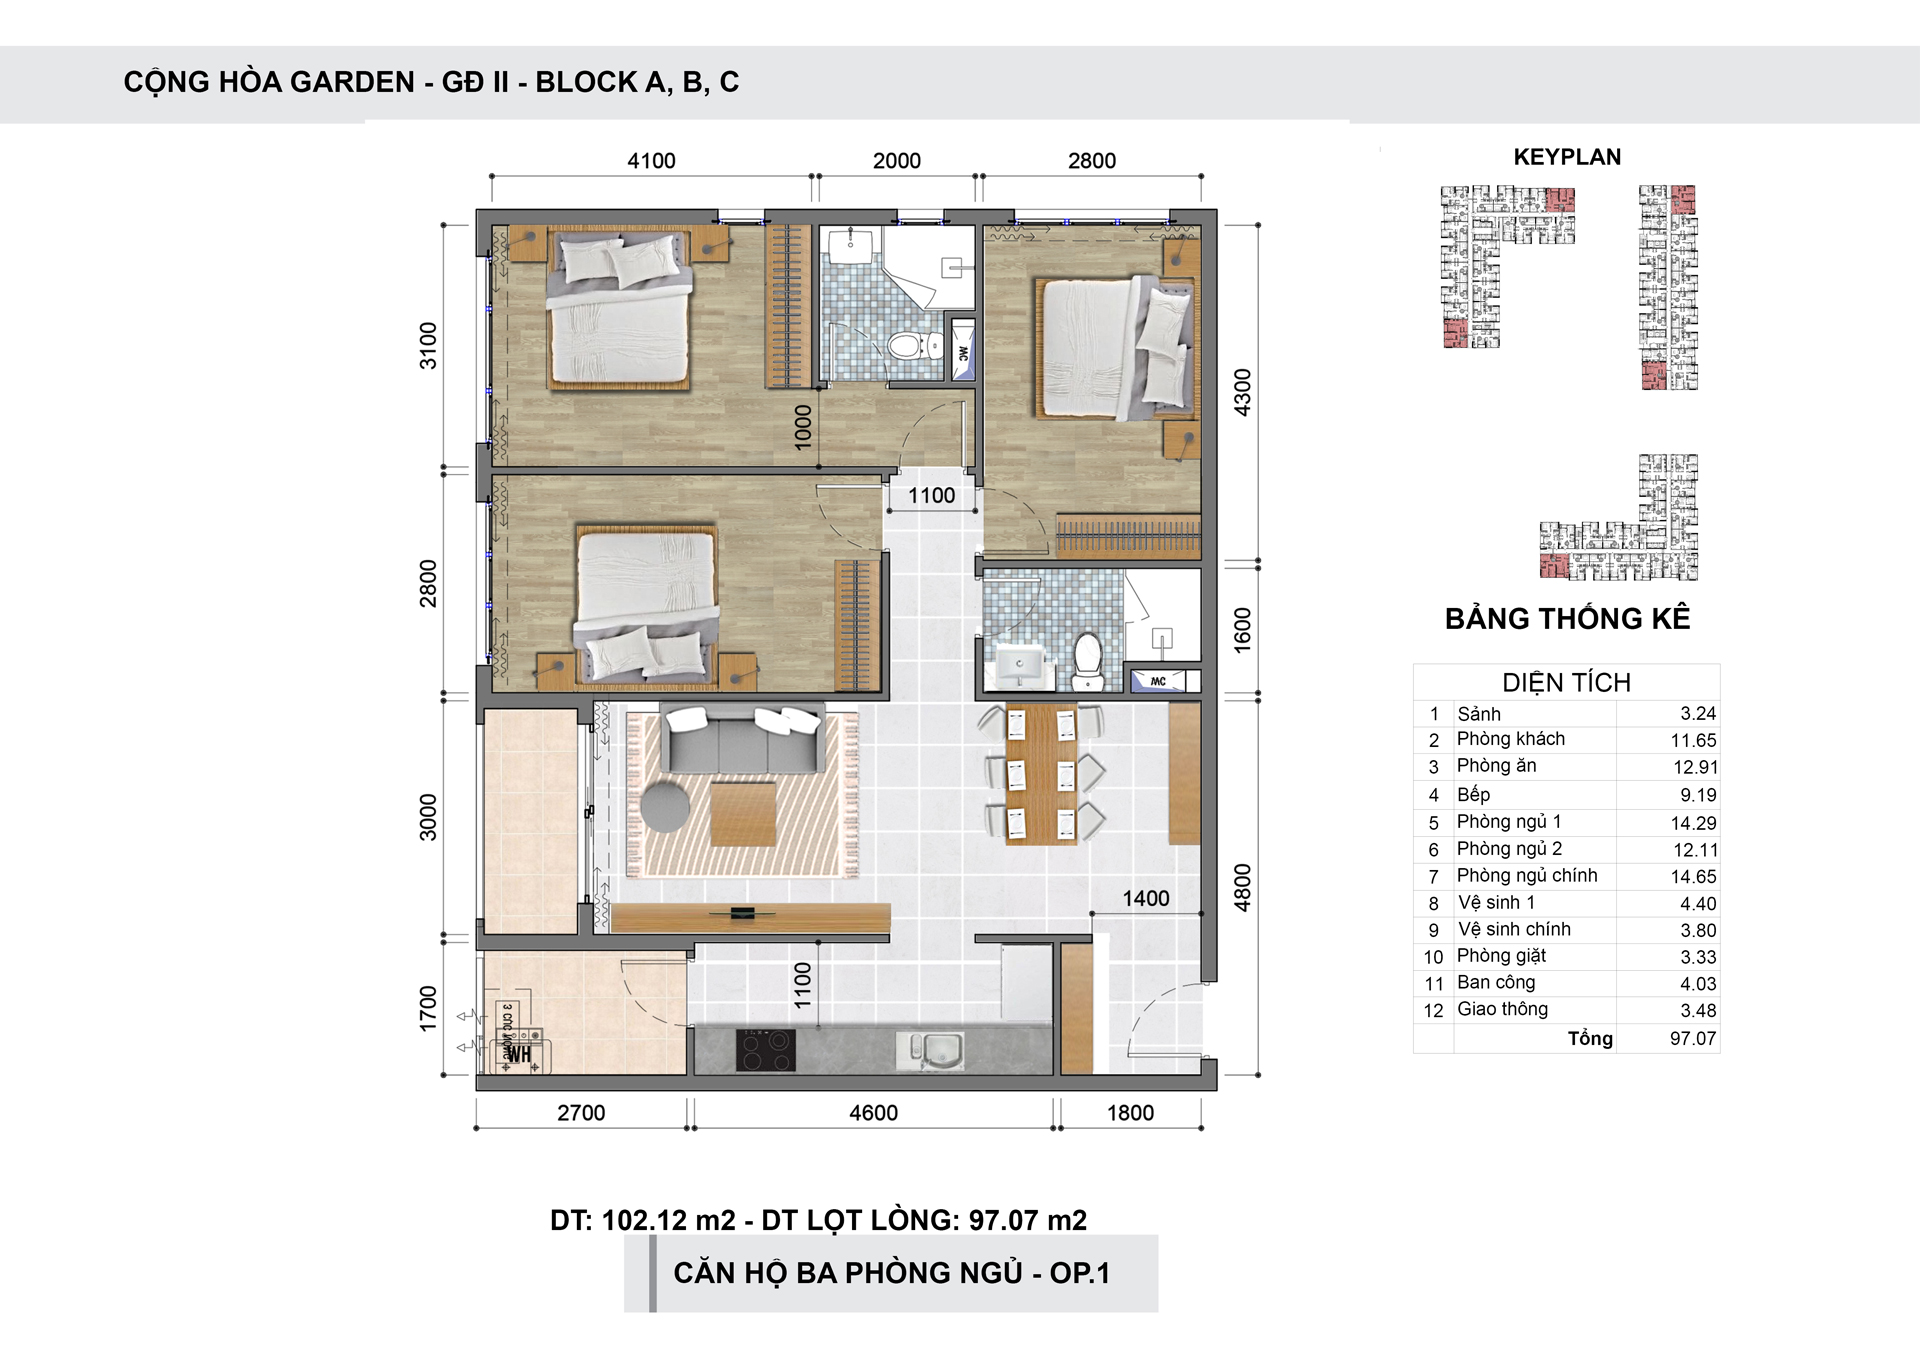 CỘNG HÒA GARDEN - GĐ II - BLOCK A, B, C
4100
2000
2800
KEYPLAN
3100
1000
4300
WC
1100
2800
1600
WC
BẢNG THỐNG KÊ
DIỆN TÍCH
1 Sảnh 3.24
2 Phòng khách 11.65
3 Phòng ăn 12.91
4 Bếp 9.19
5 Phòng ngủ 1 14.29
6 Phòng ngủ 2 12.11
7 Phòng ngủ chính 14.65
8 Vệ sinh 1 4.40
9 Vệ sinh chính 3.80
10 Phòng giặt 3.33
11 Ban công 4.03
12 Giao thông 3.48
Tổng 97.07
3000
4800
1400
1700
1100
3 CỤC NÓNG
WH
2700
4600
1800
DT: 102.12 m2 - DT LỌT LÒNG: 97.07 m2
CĂN HỘ BA PHÒNG NGỦ - OP.1